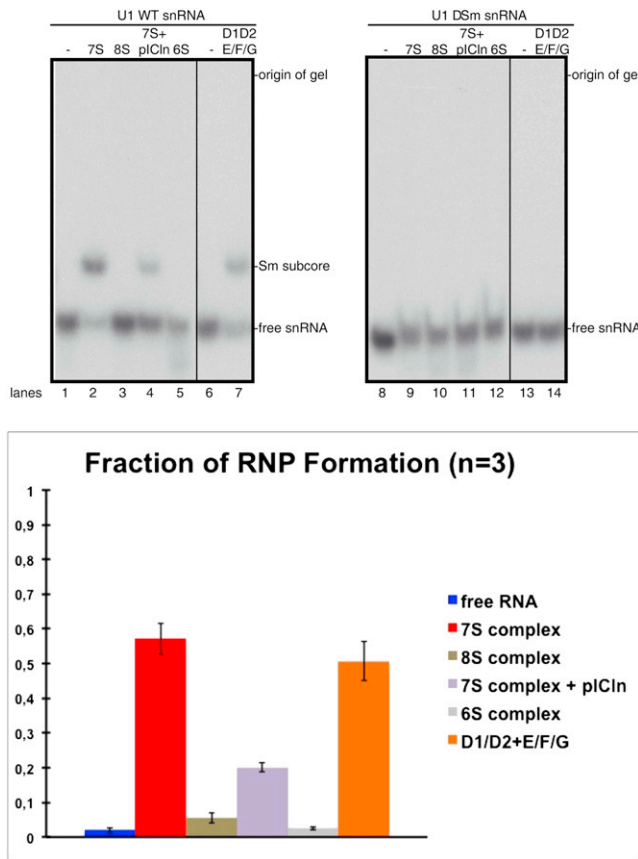 U1 WT snRNA
7S+ D1D2
- 7S 8S pICln 6S - E/F/G
-origin of gel
-Sm subcore
-free snRNA
lanes 1 2 3 4 5 6 7
U1 DSm snRNA
7S+ D1D2
- 7S 8S pICln 6S - E/F/G
-origin of ge
-free snRNA
8 9 10 11 12 13 14
Fraction of RNP Formation (n=3)
1
0,9
0,8
0,7
0,6
0,5
0,4
0,3
0,2
0,1
0
free RNA
7S complex
8S complex
7S complex + pICln
6S complex
D1/D2+E/F/G